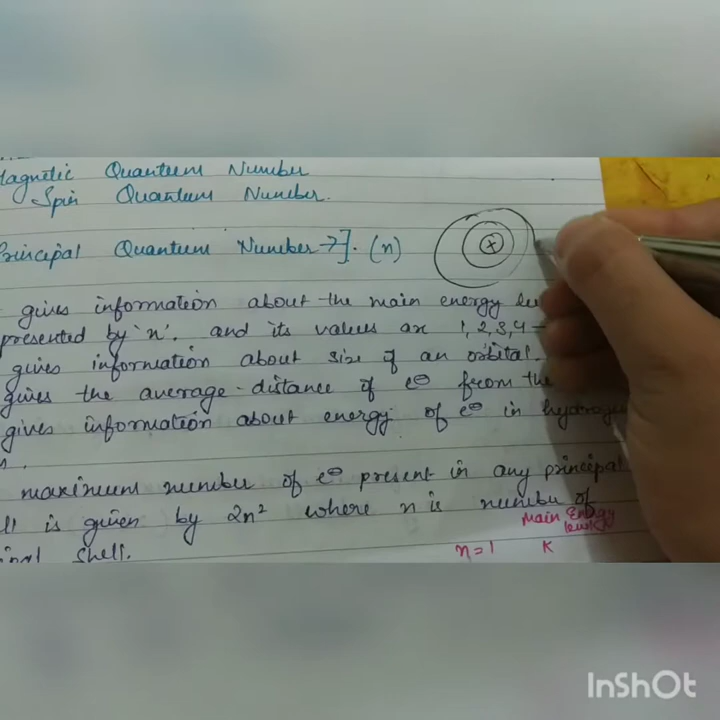 Magnetic Quantum Number
Spin Quantum Number.
Principal Quantum Number → ]. (n)
gives information about the main energy le
presented by 'n'. and its values are 1, 2, 3, 4 –
gives information about size of an orbital.
gives the average distance of e⊖ from the
gives information about energy of e⊖ in hydrogen
maximum number of e⊖ present in any principal
ll is given by 2n² where n is number of
Main Energy
shell.
n = 1 K
InShOt